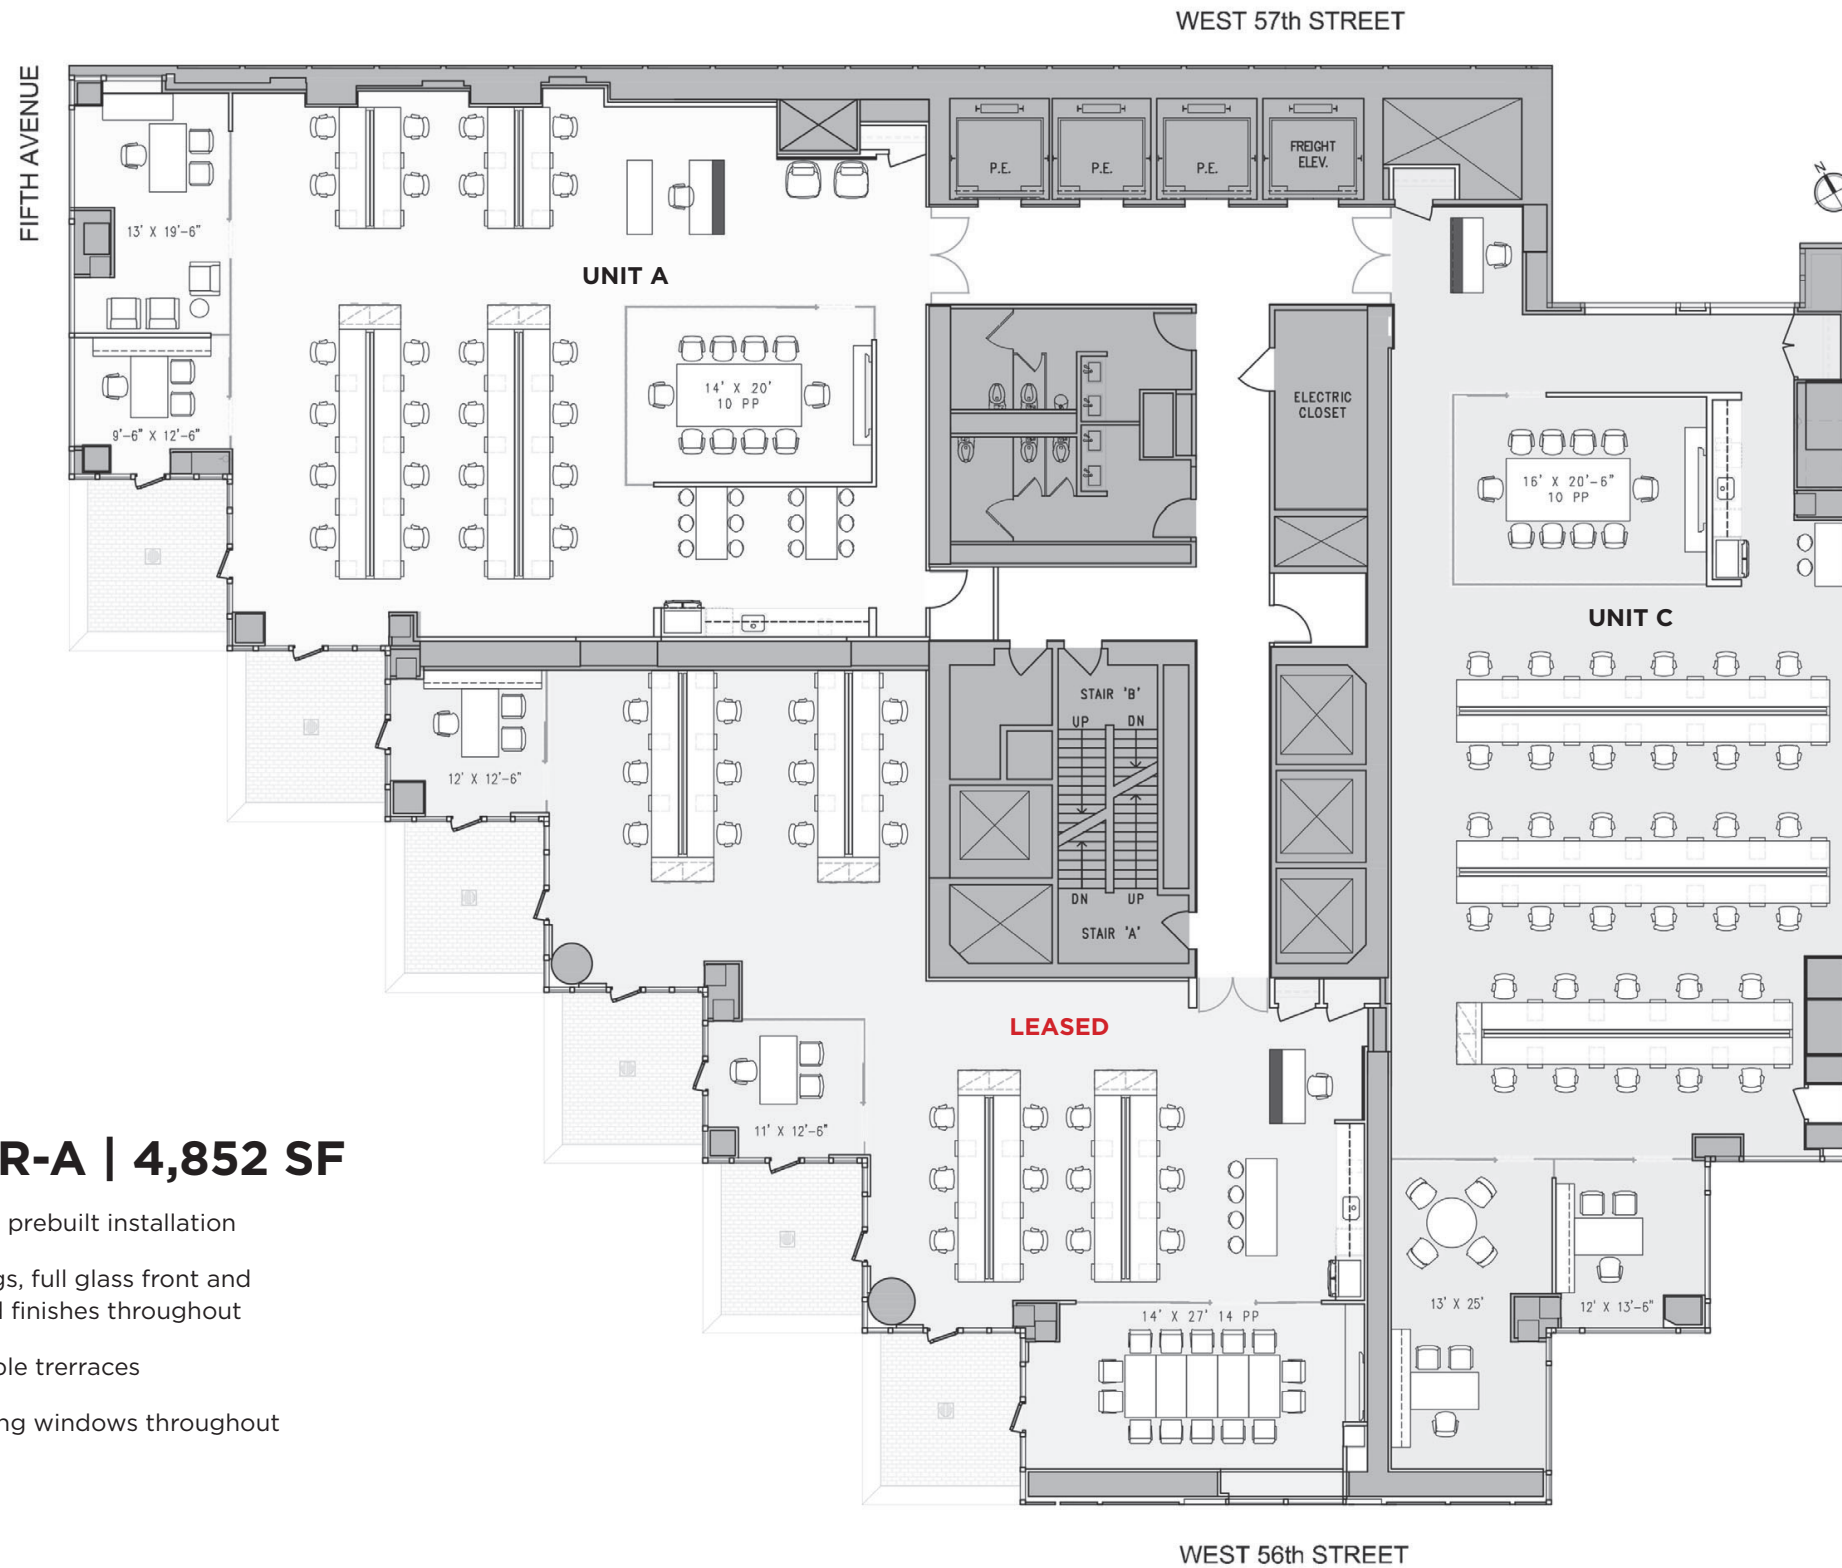 WEST 57th STREET
FIFTH AVENUE
P.E.
P.E.
P.E.
FREIGHT
ELEV.
N
13' X 19'-6"
UNIT A
14' X 20'
10 PP
9'-6" X 12'-6"
ELECTRIC
CLOSET
16' X 20'-6"
10 PP
UNIT C
STAIR 'B'
UP
DN
12' X 12'-6"
DN
UP
STAIR 'A'
LEASED
11' X 12'-6"
R-A | 4,852 SF
prebuilt installation
gs, full glass front and
finishes throughout
ble trerraces
ng windows throughout
13' X 25'
12' X 13'-6"
14' X 27' 14 PP
WEST 56th STREET